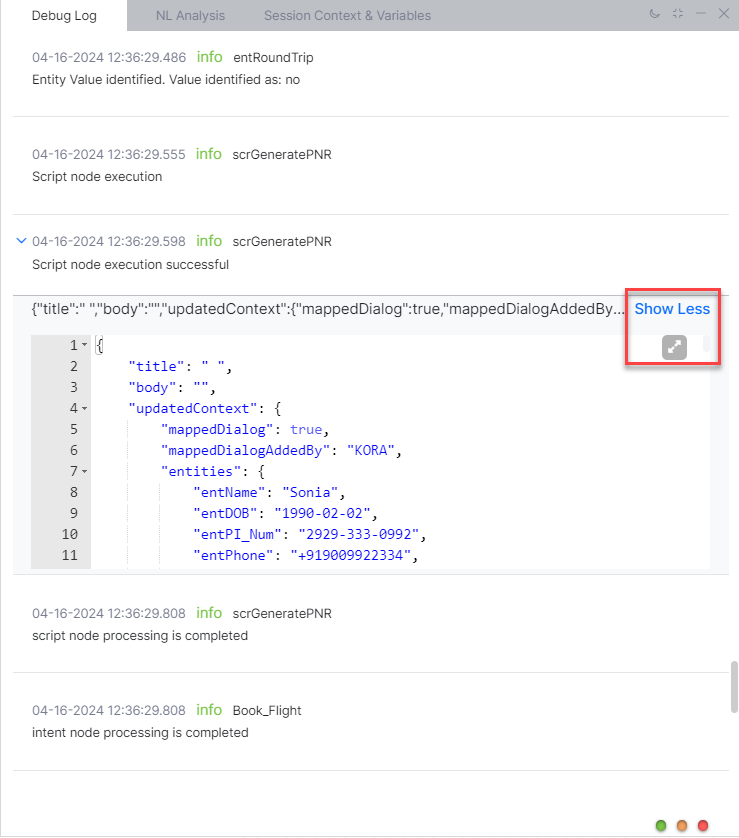 Debug Log NL Analysis Session Context & Variables
04-16-2024 12:36:29.486 info entRoundTrip
Entity Value identified. Value identified as: no
04-16-2024 12:36:29.555 info scrGeneratePNR
Script node execution
04-16-2024 12:36:29.598 info scrGeneratePNR
Script node execution successful
{"title":" ","body":"","updatedContext":{"mappedDialog":true,"mappedDialogAddedBy... Show Less
1 {
2 "title": " ",
3 "body": "",
4 "updatedContext": {
5 "mappedDialog": true,
6 "mappedDialogAddedBy": "KORA",
7 "entities": {
8 "entName": "Sonia",
9 "entDOB": "1990-02-02",
10 "entPI_Num": "2929-333-0992",
11 "entPhone": "+919009922334",
04-16-2024 12:36:29.808 info scrGeneratePNR
script node processing is completed
04-16-2024 12:36:29.808 info Book_Flight
intent node processing is completed